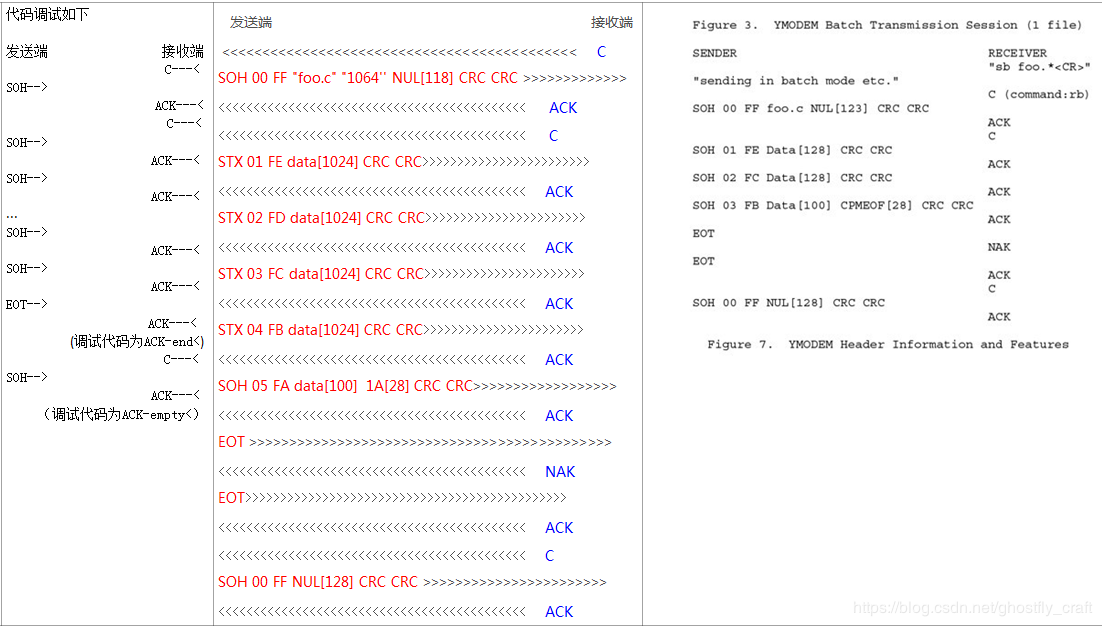 代码调试如下
发送端 接收端
C---<
SOH-->
ACK---<
C---<
SOH-->
ACK---<
SOH-->
ACK---<
...
SOH-->
ACK---<
SOH-->
ACK---<
EOT-->
ACK---<
(调试代码为ACK-end<)
C---<
SOH-->
ACK---<
（调试代码为ACK-empty<）
发送端 接收端
<<<<<<<<<<<<<<<<<<<<<<<<<<<<<<<<<<<<<<<<<<<< C
SOH 00 FF "foo.c" "1064'' NUL[118] CRC CRC >>>>>>>>>>>>>
<<<<<<<<<<<<<<<<<<<<<<<<<<<<<<<<<<<<<< ACK
<<<<<<<<<<<<<<<<<<<<<<<<<<<<<<<<<<<<<< C
STX 01 FE data[1024] CRC CRC>>>>>>>>>>>>>>>>>>>>>
<<<<<<<<<<<<<<<<<<<<<<<<<<<<<<<<<<<<<< ACK
STX 02 FD data[1024] CRC CRC>>>>>>>>>>>>>>>>>>>>
<<<<<<<<<<<<<<<<<<<<<<<<<<<<<<<<<<<<<< ACK
STX 03 FC data[1024] CRC CRC>>>>>>>>>>>>>>>>>>>>
<<<<<<<<<<<<<<<<<<<<<<<<<<<<<<<<<<<<<< ACK
STX 04 FB data[1024] CRC CRC>>>>>>>>>>>>>>>>>>>>
<<<<<<<<<<<<<<<<<<<<<<<<<<<<<<<<<<<<<< ACK
SOH 05 FA data[100]  1A[28] CRC CRC>>>>>>>>>>>>>>>>>>
<<<<<<<<<<<<<<<<<<<<<<<<<<<<<<<<<<<<<< ACK
EOT >>>>>>>>>>>>>>>>>>>>>>>>>>>>>>>>>>>>>>>>>>>>>
<<<<<<<<<<<<<<<<<<<<<<<<<<<<<<<<<<<<<< NAK
EOT>>>>>>>>>>>>>>>>>>>>>>>>>>>>>>>>>>>>>>>>
<<<<<<<<<<<<<<<<<<<<<<<<<<<<<<<<<<<<<< ACK
<<<<<<<<<<<<<<<<<<<<<<<<<<<<<<<<<<<<<< C
SOH 00 FF NUL[128] CRC CRC >>>>>>>>>>>>>>>>>>>>>>>
<<<<<<<<<<<<<<<<<<<<<<<<<<<<<<<<<<<<<< ACK
Figure 3.  YMODEM Batch Transmission Session (1 file)
SENDER RECEIVER
"sb foo.*<CR>"
"sending in batch mode etc."
C (command:rb)
SOH 00 FF foo.c NUL[123] CRC CRC
ACK
C
SOH 01 FE Data[128] CRC CRC
ACK
SOH 02 FC Data[128] CRC CRC
ACK
SOH 03 FB Data[100] CPMEOF[28] CRC CRC
ACK
EOT
NAK
EOT
ACK
C
SOH 00 FF NUL[128] CRC CRC
ACK
Figure 7.  YMODEM Header Information and Features
https://blog.csdn.net/ghostfly_craft